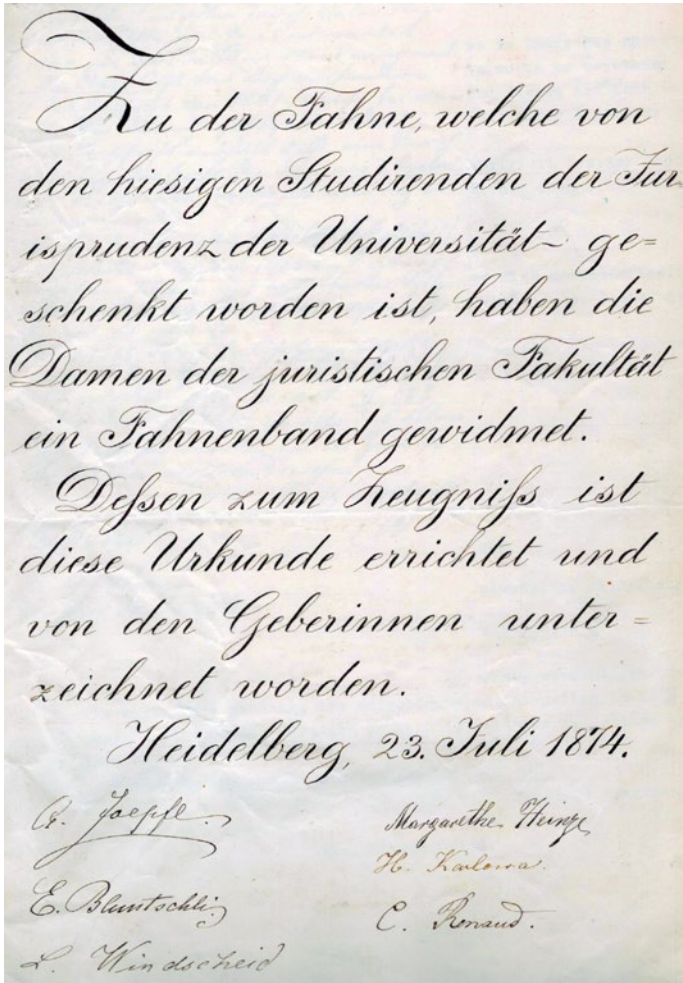 Zu der Fahne, welche von
den hiesigen Studirenden der Jur
isprudenz der Universität ge=
schenkt worden ist, haben die
Damen der juristischen Fakultät
ein Fahnenband gewidmet.
Dessen zum Zeugniss ist
diese Urkunde errichtet und
von den Geberinnen unter=
zeichnet worden.
Heidelberg, 23. Juli 1874.
Zoepfl.
Margarethe Heinze
H. Karlowa.
E. Bluntschli
C. Renaud.
L. Windscheid